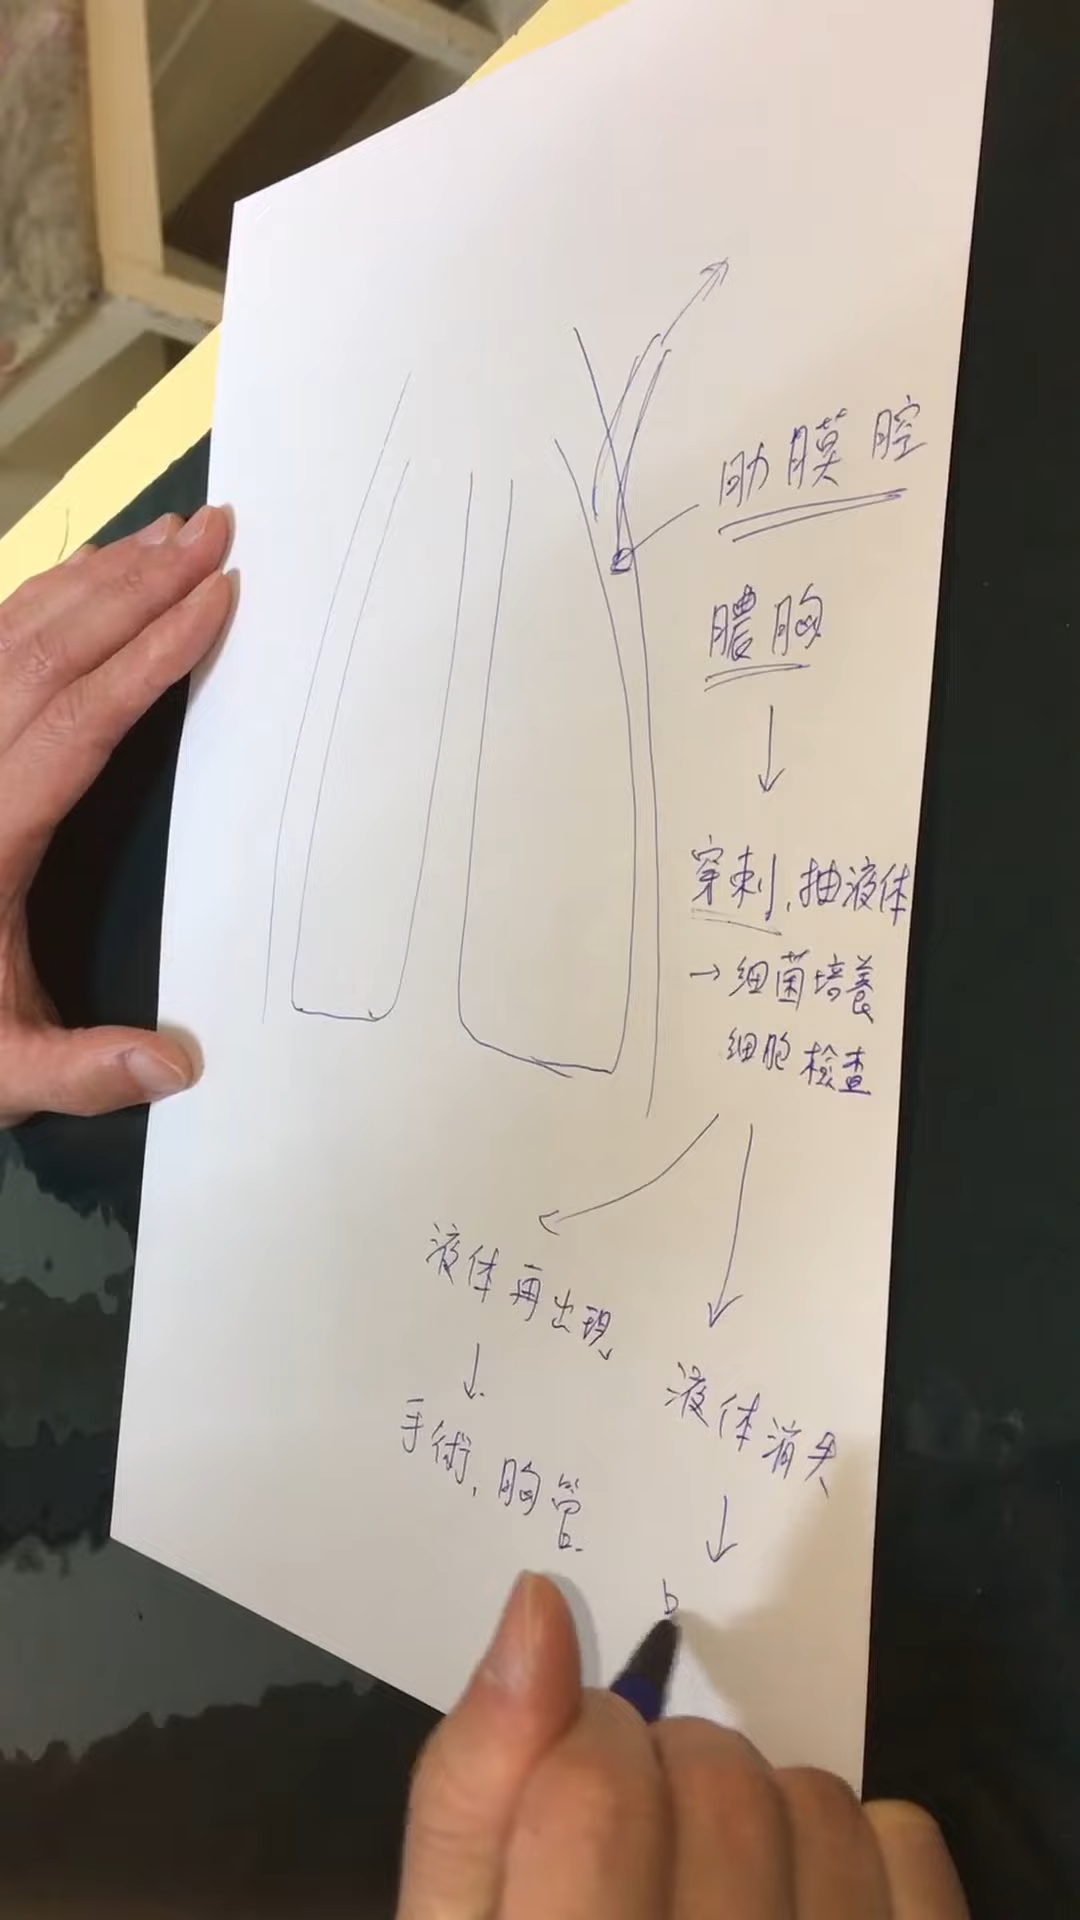 肋膜腔
膿胸
穿刺, 抽液体
→ 细菌培養
细胞檢查
液体再出現
手術, 胸管
液体消失
b